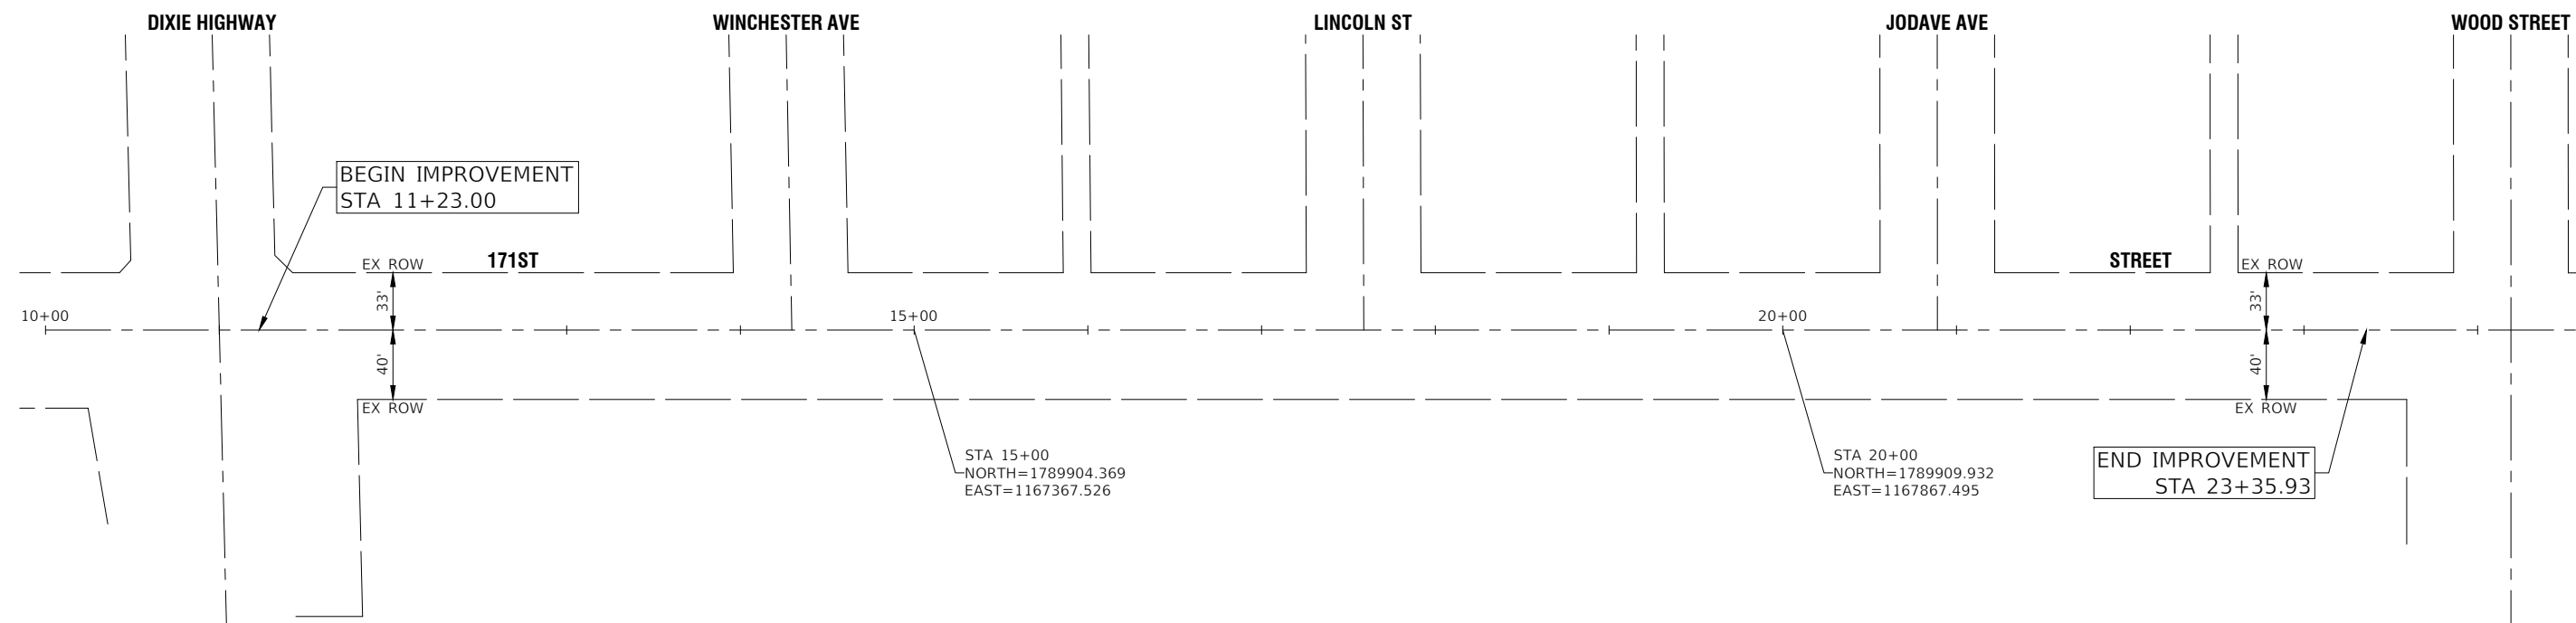 DIXIE HIGHWAY
WINCHESTER AVE
LINCOLN ST
JODAVE AVE
WOOD STREET
BEGIN IMPROVEMENT
STA 11+23.00
EX ROW
171ST
STREET
EX ROW
33'
33'
10+00
15+00
20+00
40'
40'
EX ROW
EX ROW
STA 15+00
NORTH=1789904.369
EAST=1167367.526
STA 20+00
NORTH=1789909.932
EAST=1167867.495
END IMPROVEMENT
STA 23+35.93